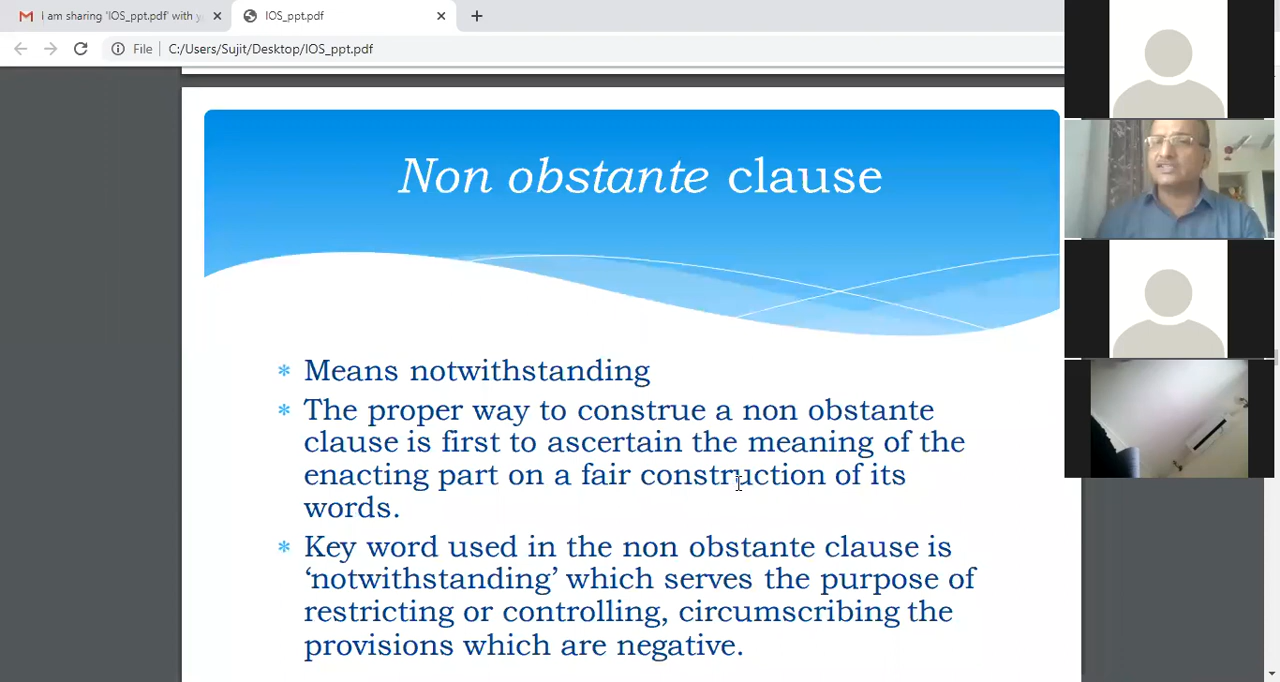 I am sharing 'IOS_ppt.pdf' with
IOS_ppt.pdf
File
C:/Users/Sujit/Desktop/IOS_ppt.pdf
Non obstante clause
* Means notwithstanding
* The proper way to construe a non obstante
clause is first to ascertain the meaning of the
enacting part on a fair construction of its
words.
* Key word used in the non obstante clause is
‘notwithstanding’ which serves the purpose of
restricting or controlling, circumscribing the
provisions which are negative.